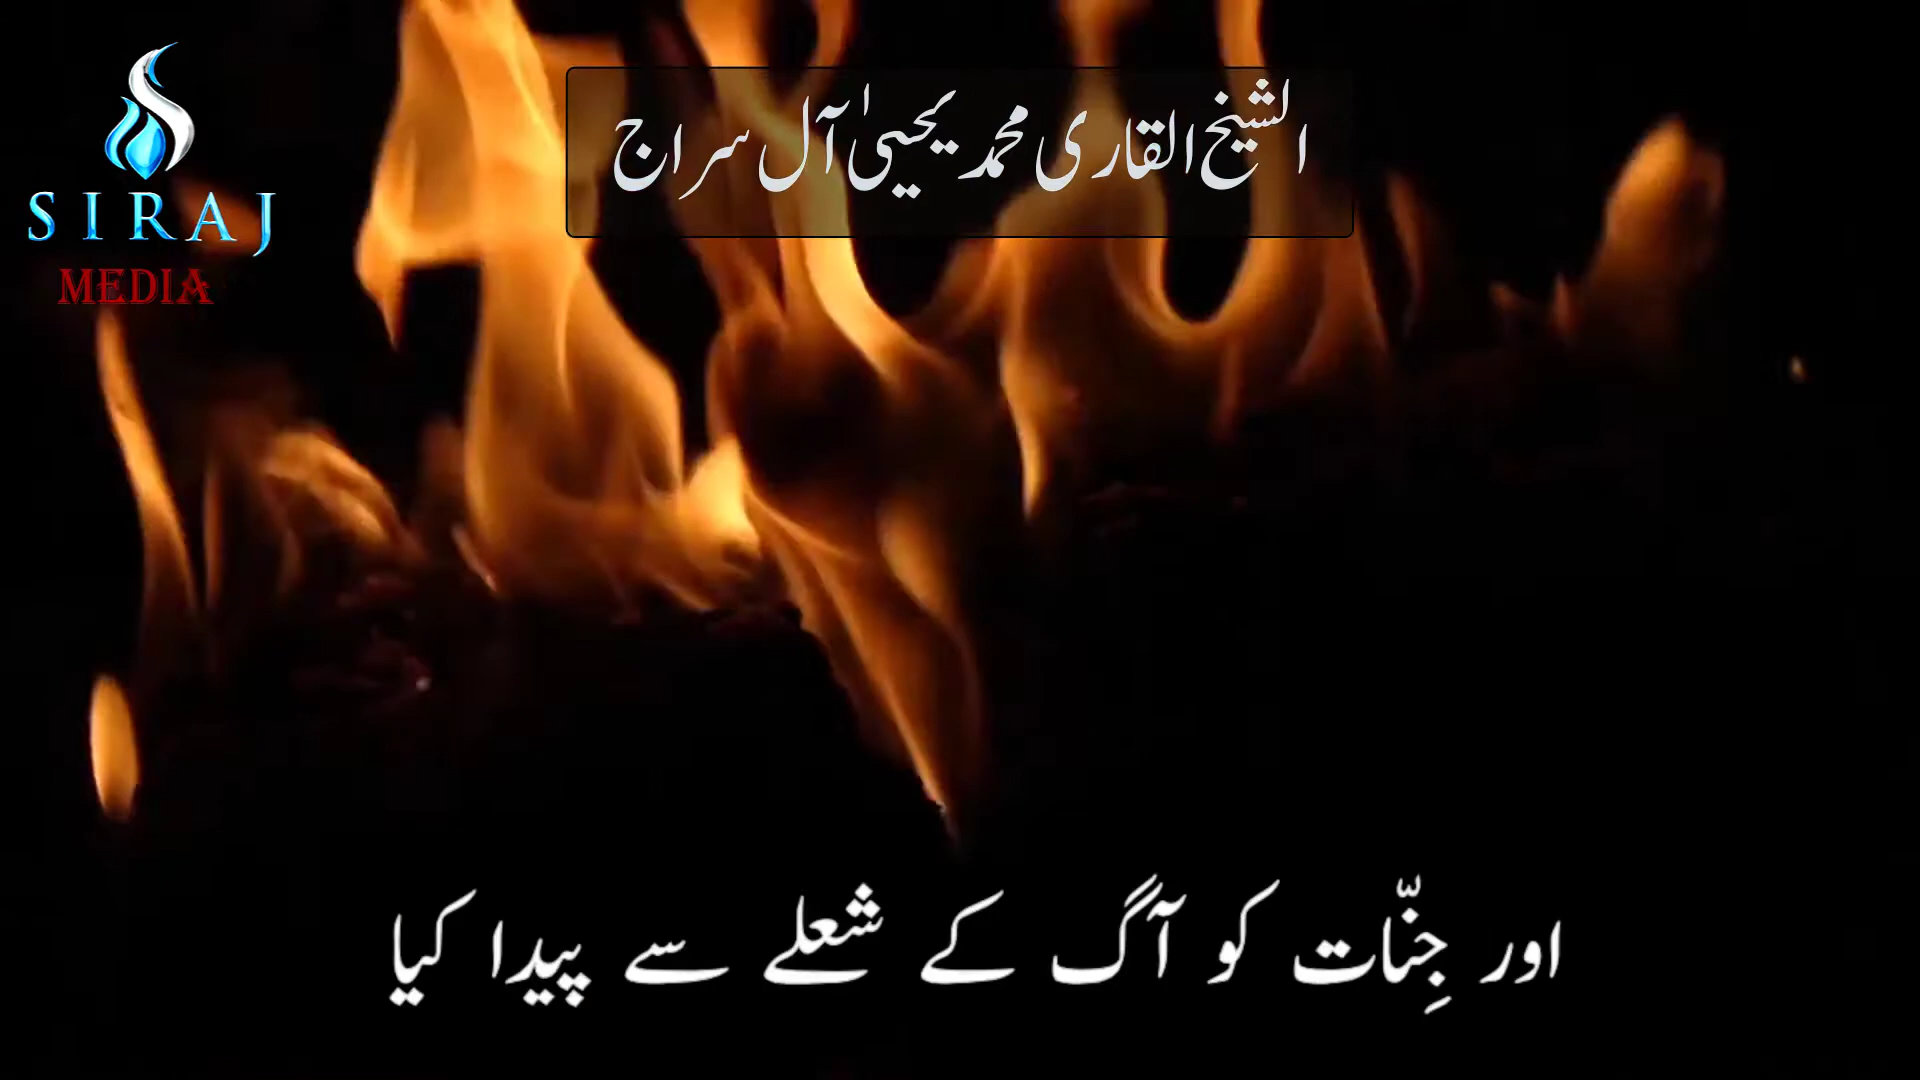 SIRAJ
MEDIA
الشیخ القاری محمد یحییٰ آل سراج
اور جِنّات کو آگ کے شعلے سے پیدا کیا